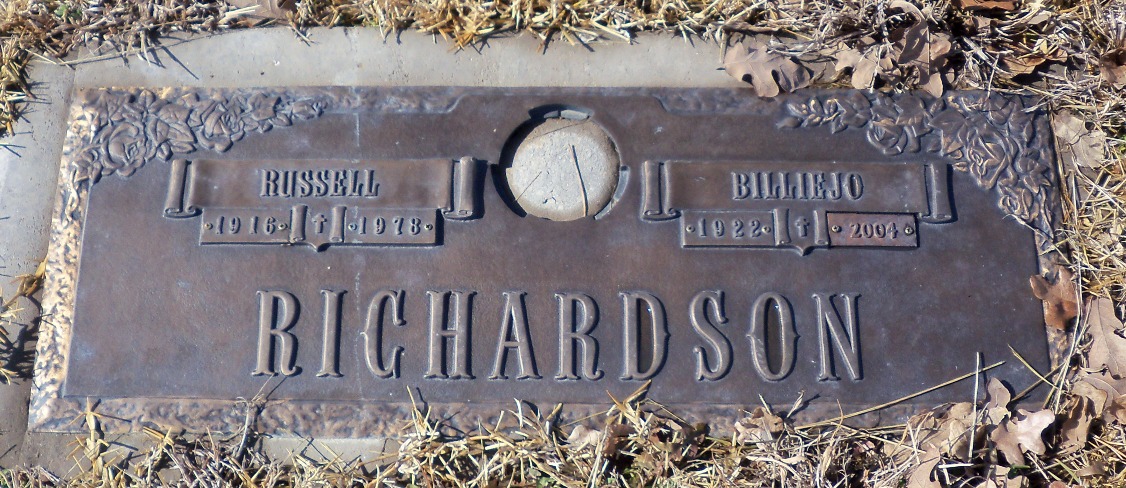 RUSSELL
1916 † 1978
BILLIEJO
1922 † 2004
RICHARDSON